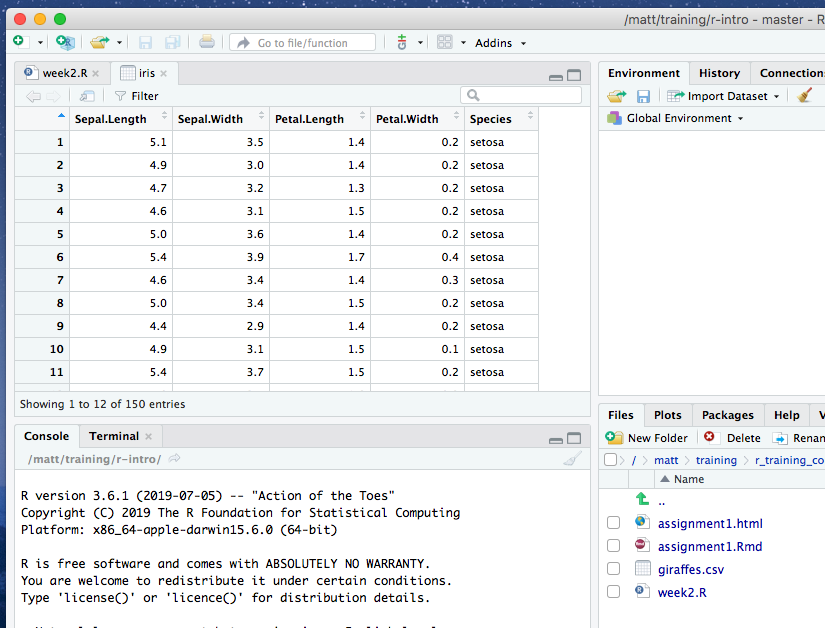 /matt/training/r-intro - master - R
Go to file/function
Addins
week2.R
iris
Filter
Sepal.Length Sepal.Width Petal.Length Petal.Width Species
1 5.1 3.5 1.4 0.2 setosa
2 4.9 3.0 1.4 0.2 setosa
3 4.7 3.2 1.3 0.2 setosa
4 4.6 3.1 1.5 0.2 setosa
5 5.0 3.6 1.4 0.2 setosa
6 5.4 3.9 1.7 0.4 setosa
7 4.6 3.4 1.4 0.3 setosa
8 5.0 3.4 1.5 0.2 setosa
9 4.4 2.9 1.4 0.2 setosa
10 4.9 3.1 1.5 0.1 setosa
11 5.4 3.7 1.5 0.2 setosa
Showing 1 to 12 of 150 entries
Console Terminal
/matt/training/r-intro/
R version 3.6.1 (2019-07-05) -- "Action of the Toes"
Copyright (C) 2019 The R Foundation for Statistical Computing
Platform: x86_64-apple-darwin15.6.0 (64-bit)
R is free software and comes with ABSOLUTELY NO WARRANTY.
You are welcome to redistribute it under certain conditions.
Type 'license()' or 'licence()' for distribution details.
Environment History Connection
Import Dataset
Global Environment
Files Plots Packages Help V
New Folder Delete Renan
/ matt training r_training_co
Name
..
assignment1.html
assignment1.Rmd
giraffes.csv
week2.R